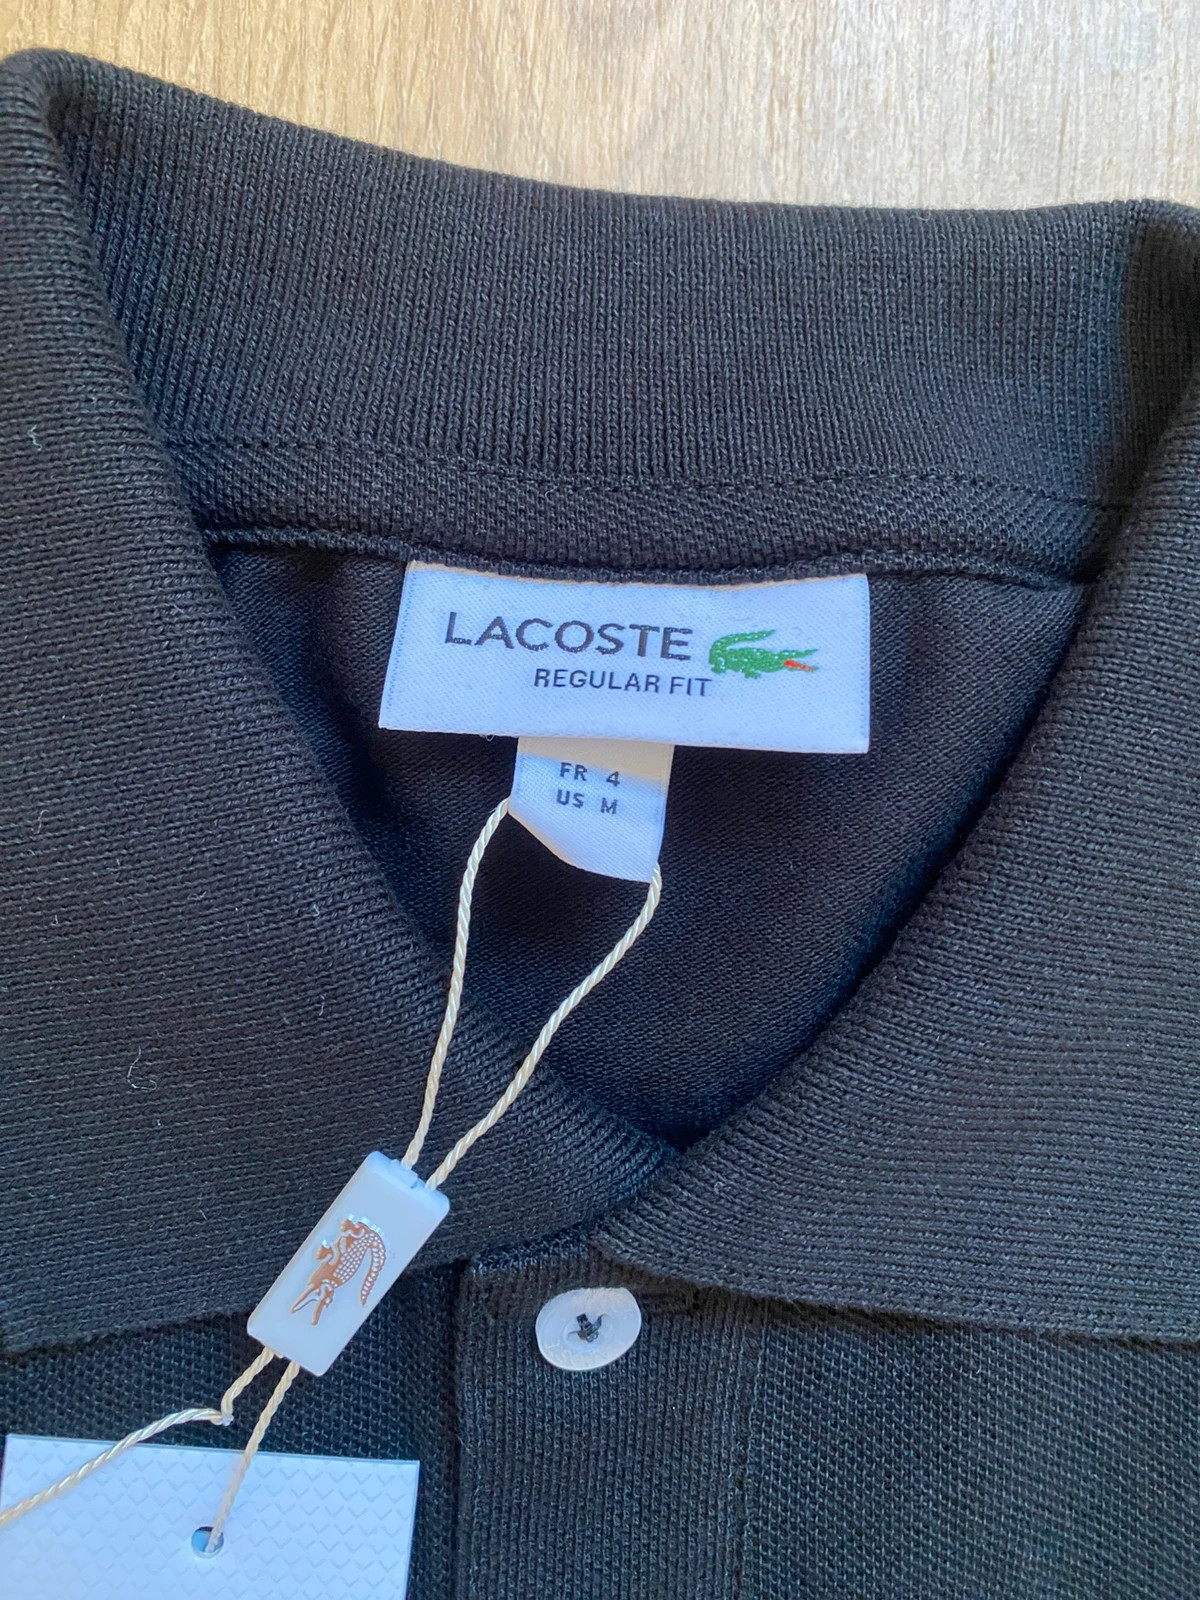 LACOSTE
REGULAR FIT
FR 4
US M